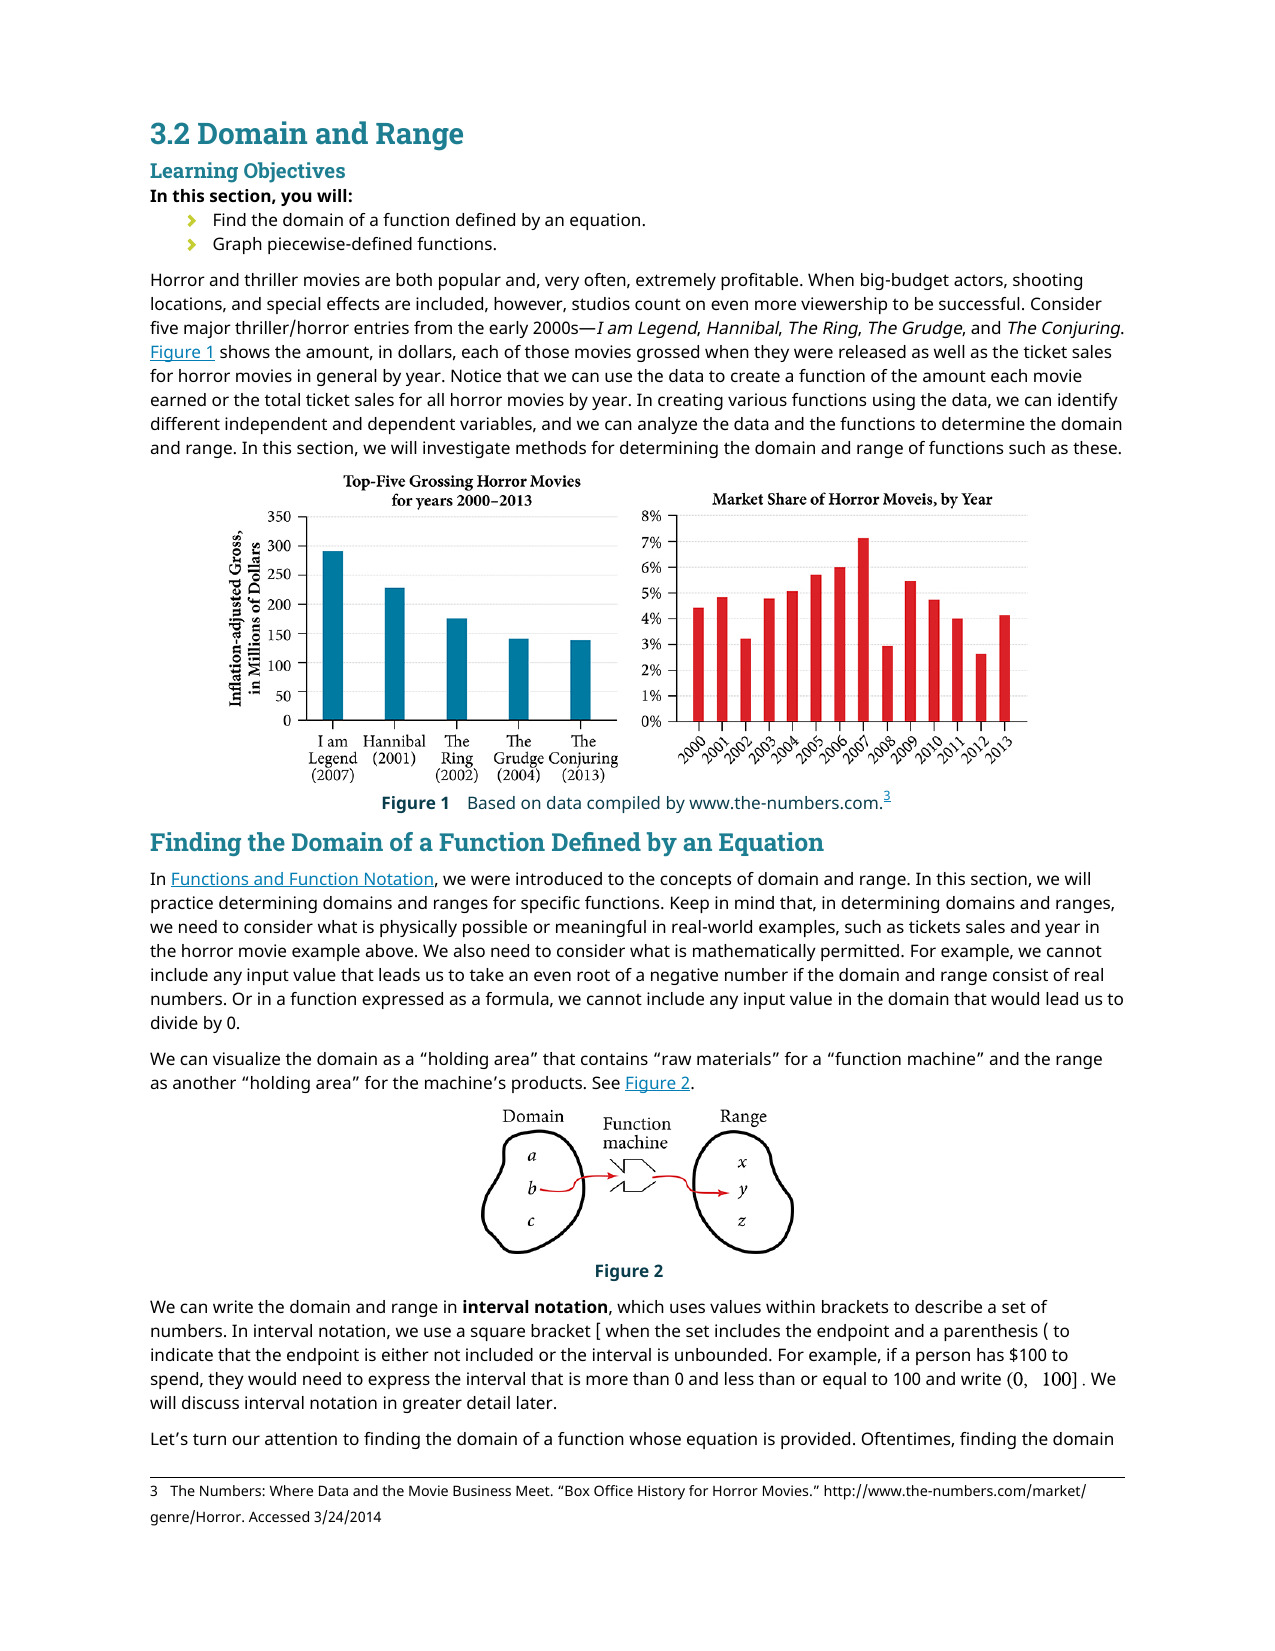 3.2 Domain and Range
Learning Objectives
In this section, you will:
Find the domain of a function defined by an equation.
Graph piecewise-defined functions.
Horror and thriller movies are both popular and, very often, extremely profitable. When big-budget actors, shooting
locations, and special effects are included, however, studios count on even more viewership to be successful. Consider
five major thriller/horror entries from the early 2000s—I am Legend, Hannibal, The Ring, The Grudge, and The Conjuring.
Figure 1 shows the amount, in dollars, each of those movies grossed when they were released as well as the ticket sales
for horror movies in general by year. Notice that we can use the data to create a function of the amount each movie
earned or the total ticket sales for all horror movies by year. In creating various functions using the data, we can identify
different independent and dependent variables, and we can analyze the data and the functions to determine the domain
and range. In this section, we will investigate methods for determining the domain and range of functions such as these.
Top-Five Grossing Horror Movies
for years 2000–2013
Inflation-adjusted Gross,
in Millions of Dollars
350
300
250
200
150
100
50
0
I am Legend (2007)
Hannibal (2001)
The Ring (2002)
The Grudge (2004)
The Conjuring (2013)
Market Share of Horror Moveis, by Year
8%
7%
6%
5%
4%
3%
2%
1%
0%
2000 2001 2002 2003 2004 2005 2006 2007 2008 2009 2010 2011 2012 2013
Figure 1 Based on data compiled by www.the-numbers.com.3
Finding the Domain of a Function Defined by an Equation
In Functions and Function Notation, we were introduced to the concepts of domain and range. In this section, we will
practice determining domains and ranges for specific functions. Keep in mind that, in determining domains and ranges,
we need to consider what is physically possible or meaningful in real-world examples, such as tickets sales and year in
the horror movie example above. We also need to consider what is mathematically permitted. For example, we cannot
include any input value that leads us to take an even root of a negative number if the domain and range consist of real
numbers. Or in a function expressed as a formula, we cannot include any input value in the domain that would lead us to
divide by 0.
We can visualize the domain as a “holding area” that contains “raw materials” for a “function machine” and the range
as another “holding area” for the machine’s products. See Figure 2.
Domain
Function
machine
Range
a
b
c
x
y
z
Figure 2
We can write the domain and range in interval notation, which uses values within brackets to describe a set of
numbers. In interval notation, we use a square bracket [ when the set includes the endpoint and a parenthesis ( to
indicate that the endpoint is either not included or the interval is unbounded. For example, if a person has $100 to
spend, they would need to express the interval that is more than 0 and less than or equal to 100 and write (0, 100] . We
will discuss interval notation in greater detail later.
Let’s turn our attention to finding the domain of a function whose equation is provided. Oftentimes, finding the domain
3 The Numbers: Where Data and the Movie Business Meet. “Box Office History for Horror Movies.” http://www.the-numbers.com/market/
genre/Horror. Accessed 3/24/2014